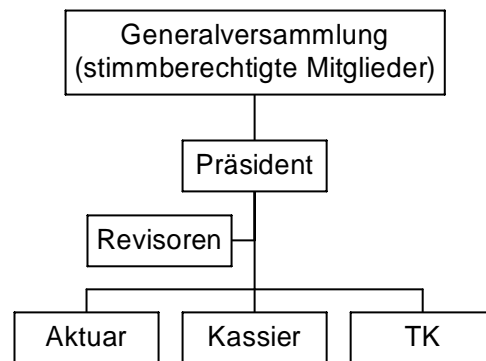 Generalversammlung
(stimmberechtigte Mitglieder)
Präsident
Revisoren
Aktuar
Kassier
TK